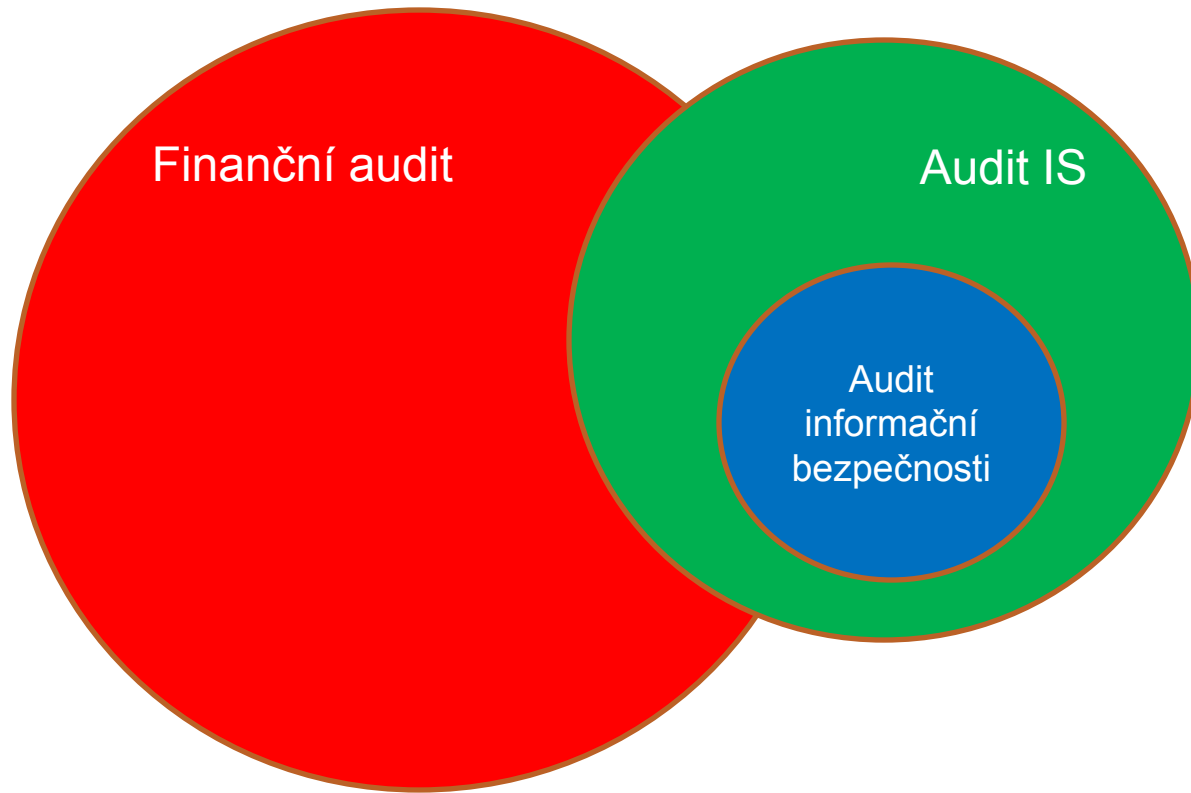 Finanční audit
Audit IS
Audit
informační
bezpečnosti